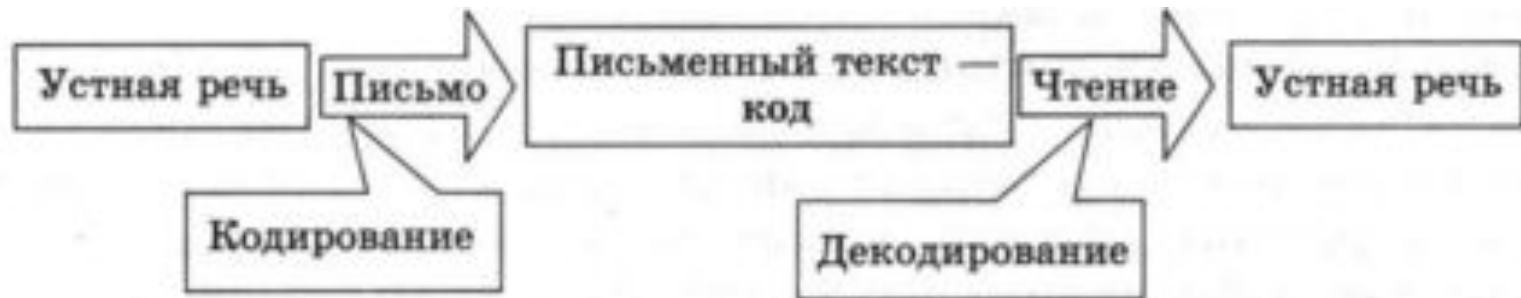 Устная речь
Письмо
Письменный текст —
код
Чтение
Устная речь
Кодирование
Декодирование